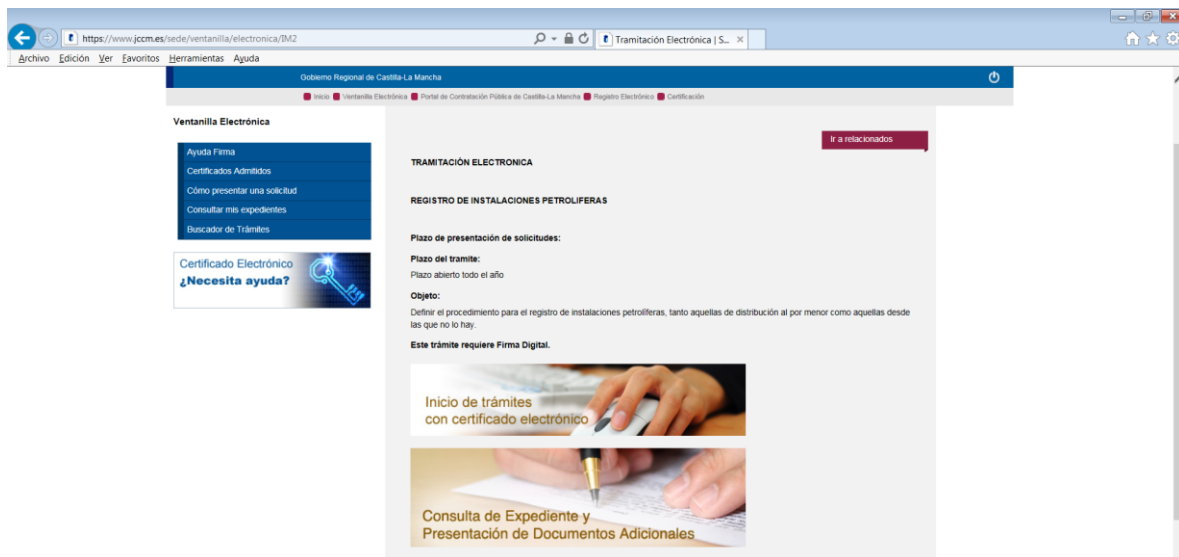 https://www.jccm.es/sede/ventanilla/electronica/IM2
Tramitación Electrónica | S...
Archivo Edición Ver Favoritos Herramientas Ayuda
Gobierno Regional de Castilla-La Mancha
Inicio Ventanilla Electrónica Portal de Contratación Pública de Castilla-La Mancha Registro Electrónico Certificación
Ventanilla Electrónica
Ayuda Firma
Certificados Admitidos
Cómo presentar una solicitud
Consultar mis expedientes
Buscador de Trámites
Certificado Electrónico
¿Necesita ayuda?
Ir a relacionados
TRAMITACIÓN ELECTRONICA
REGISTRO DE INSTALACIONES PETROLIFERAS
Plazo de presentación de solicitudes:
Plazo del tramite:
Plazo abierto todo el año
Objeto:
Definir el procedimiento para el registro de instalaciones petrolíferas, tanto aquellas de distribución al por menor como aquellas desde
las que no lo hay.
Este trámite requiere Firma Digital.
Inicio de trámites
con certificado electrónico
Consulta de Expediente y
Presentación de Documentos Adicionales